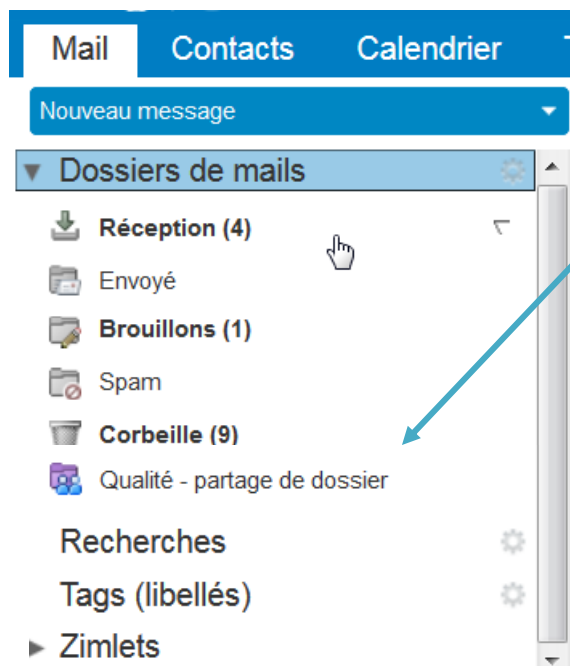 Mail Contacts Calendrier
Nouveau message
Dossiers de mails
Réception (4)
Envoyé
Brouillons (1)
Spam
Corbeille (9)
Qualité - partage de dossier
Recherches
Tags (libellés)
Zimlets